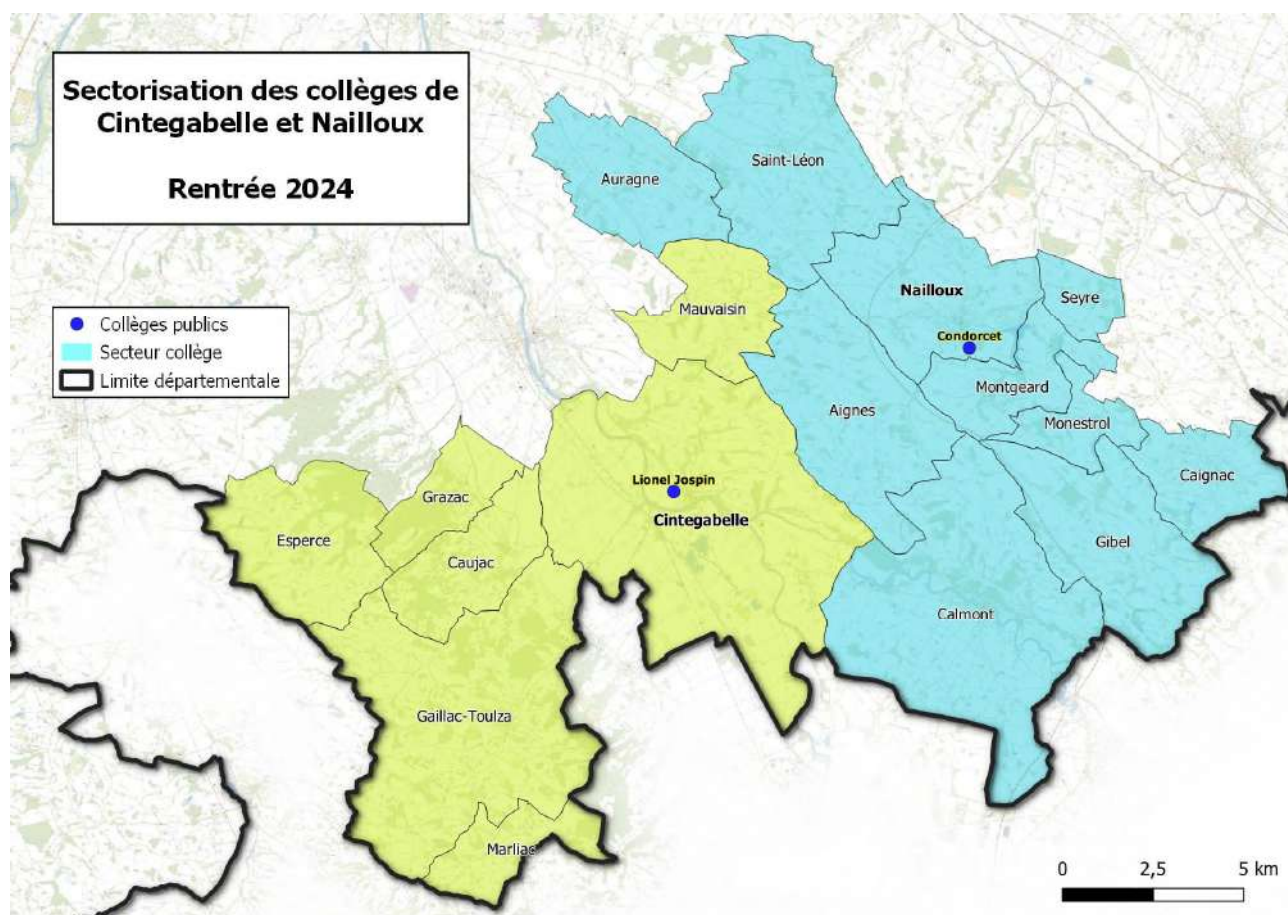 Sectorisation des collèges de
Cintegabelle et Nailloux
Rentrée 2024
Collèges publics
Secteur collège
Limite départementale
Saint-Léon
Auragne
Nailloux
Seyre
Mauvaisin
Condorcet
Montgeard
Aignes
Monestrol
Caignac
Lionel Jospin
Cintegabelle
Grazac
Esperce
Caujac
Gibel
Calmont
Gaillac-Toulza
Marliac
0 2,5 5 km